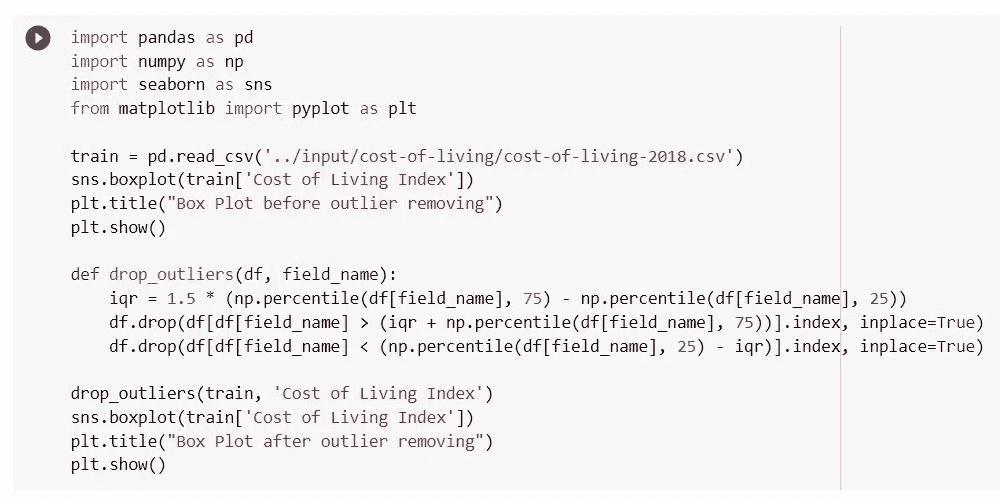 import pandas as pd
import numpy as np
import seaborn as sns
from matplotlib import pyplot as plt
train = pd.read_csv('../input/cost-of-living/cost-of-living-2018.csv')
sns.boxplot(train['Cost of Living Index'])
plt.title("Box Plot before outlier removing")
plt.show()
def drop_outliers(df, field_name):
    iqr = 1.5 * (np.percentile(df[field_name], 75) - np.percentile(df[field_name], 25))
    df.drop(df[df[field_name] > (iqr + np.percentile(df[field_name], 75))].index, inplace=True)
    df.drop(df[df[field_name] < (np.percentile(df[field_name], 25) - iqr)].index, inplace=True)
drop_outliers(train, 'Cost of Living Index')
sns.boxplot(train['Cost of Living Index'])
plt.title("Box Plot after outlier removing")
plt.show()